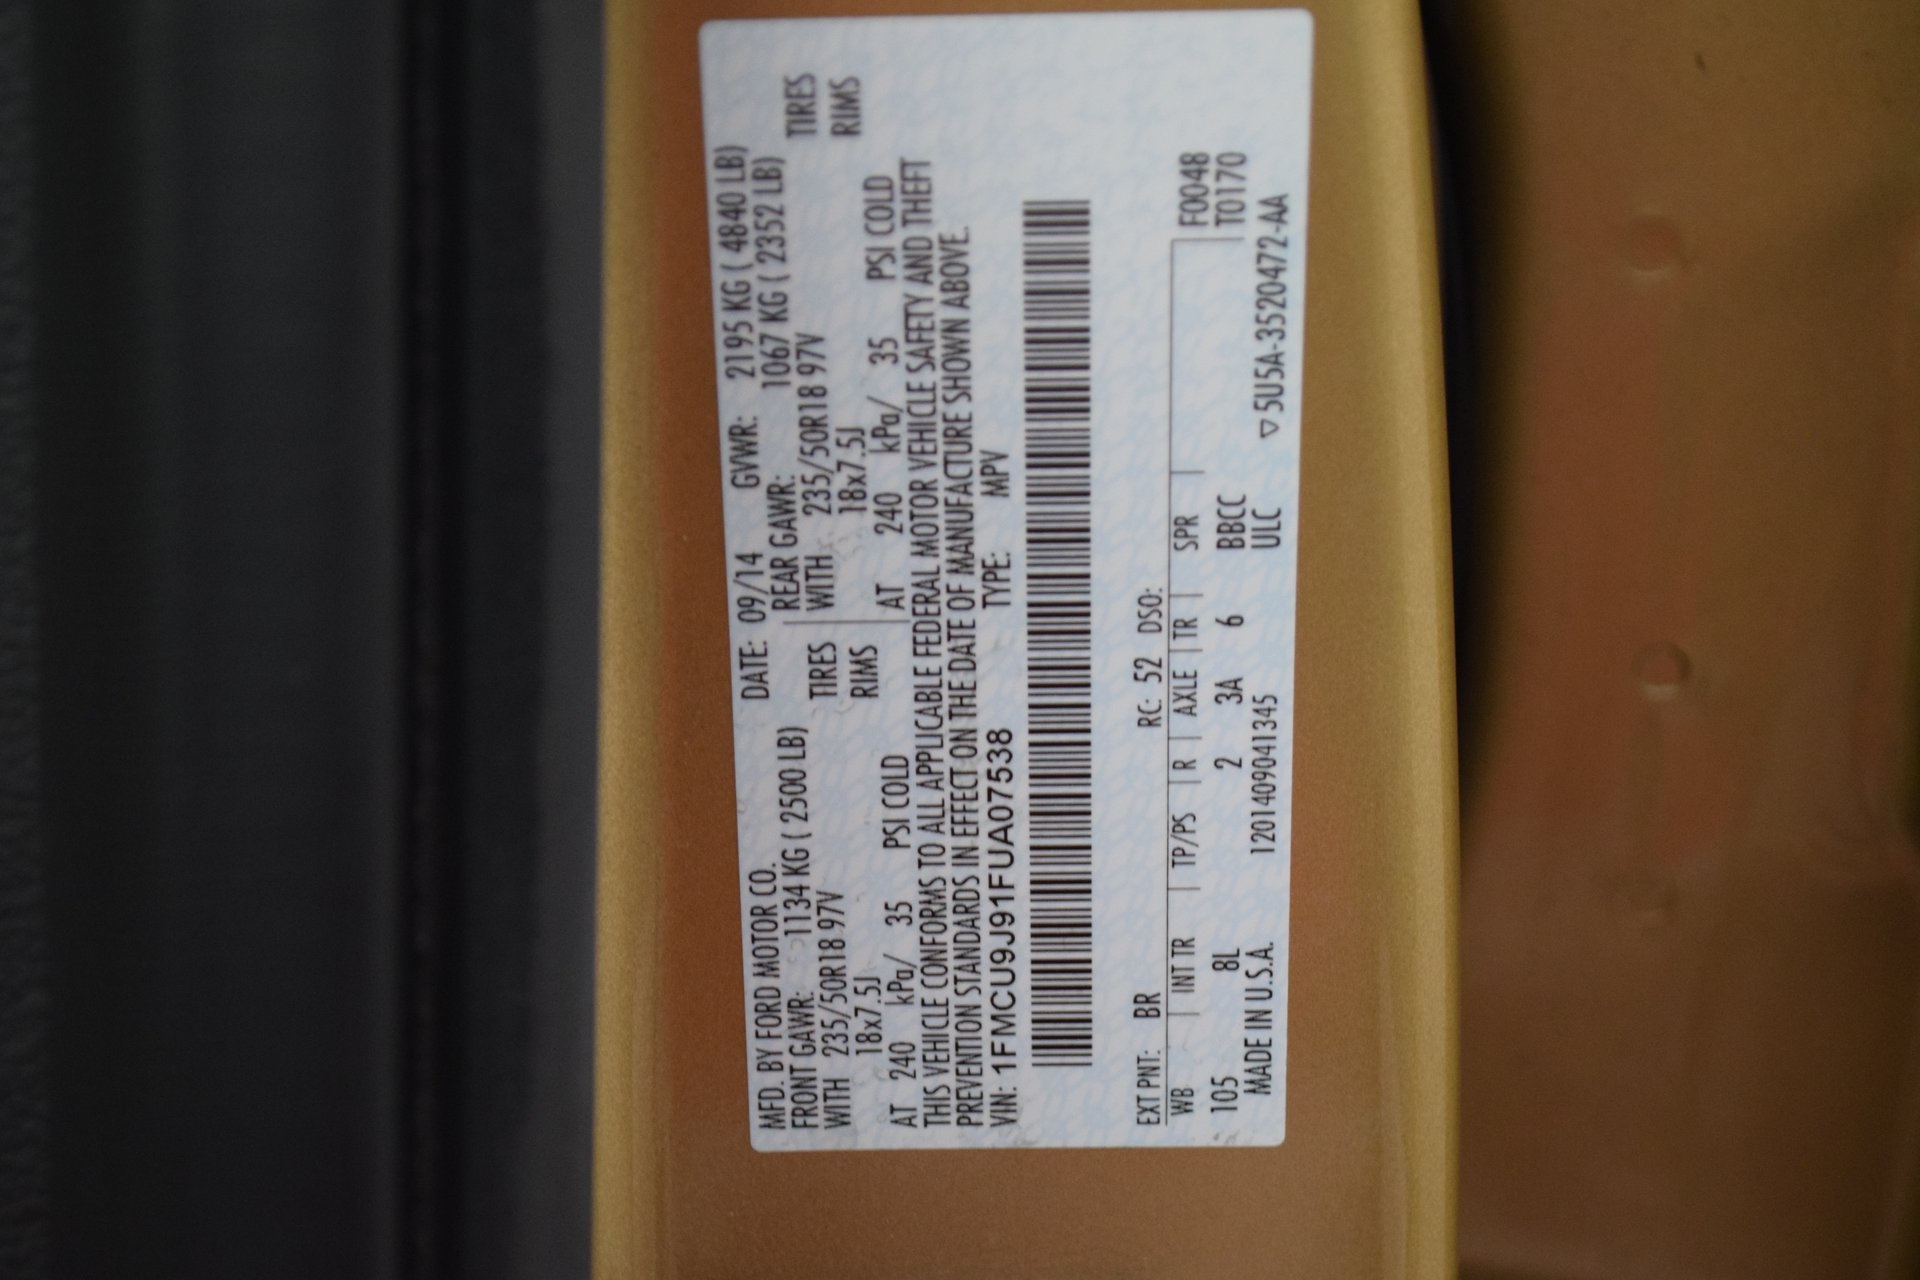 MFD. BY FORD MOTOR CO. DATE: 09/14 GVWR: 2195 KG ( 4840 LB)
FRONT GAWR: 1134 KG ( 2500 LB) REAR GAWR: 1067 KG ( 2352 LB)
WITH 235/50R18 97V TIRES WITH 235/50R18 97V TIRES
18x7.5J RIMS 18x7.5J RIMS
AT 240 kPa/ 35 PSI COLD AT 240 kPa/ 35 PSI COLD
THIS VEHICLE CONFORMS TO ALL APPLICABLE FEDERAL MOTOR VEHICLE SAFETY AND THEFT
PREVENTION STANDARDS IN EFFECT ON THE DATE OF MANUFACTURE SHOWN ABOVE.
VIN: 1FMCU9J91FUA07538 TYPE: MPV
EXT PNT: BR RC: 52 DSO:
WB | INT TR | TP/PS | R | AXLE | TR | SPR | F0048
105 8L 2 3A 6 BBCC T0170
MADE IN U.S.A. 1201409041345 ULC ▽5U5A-3520472-AA